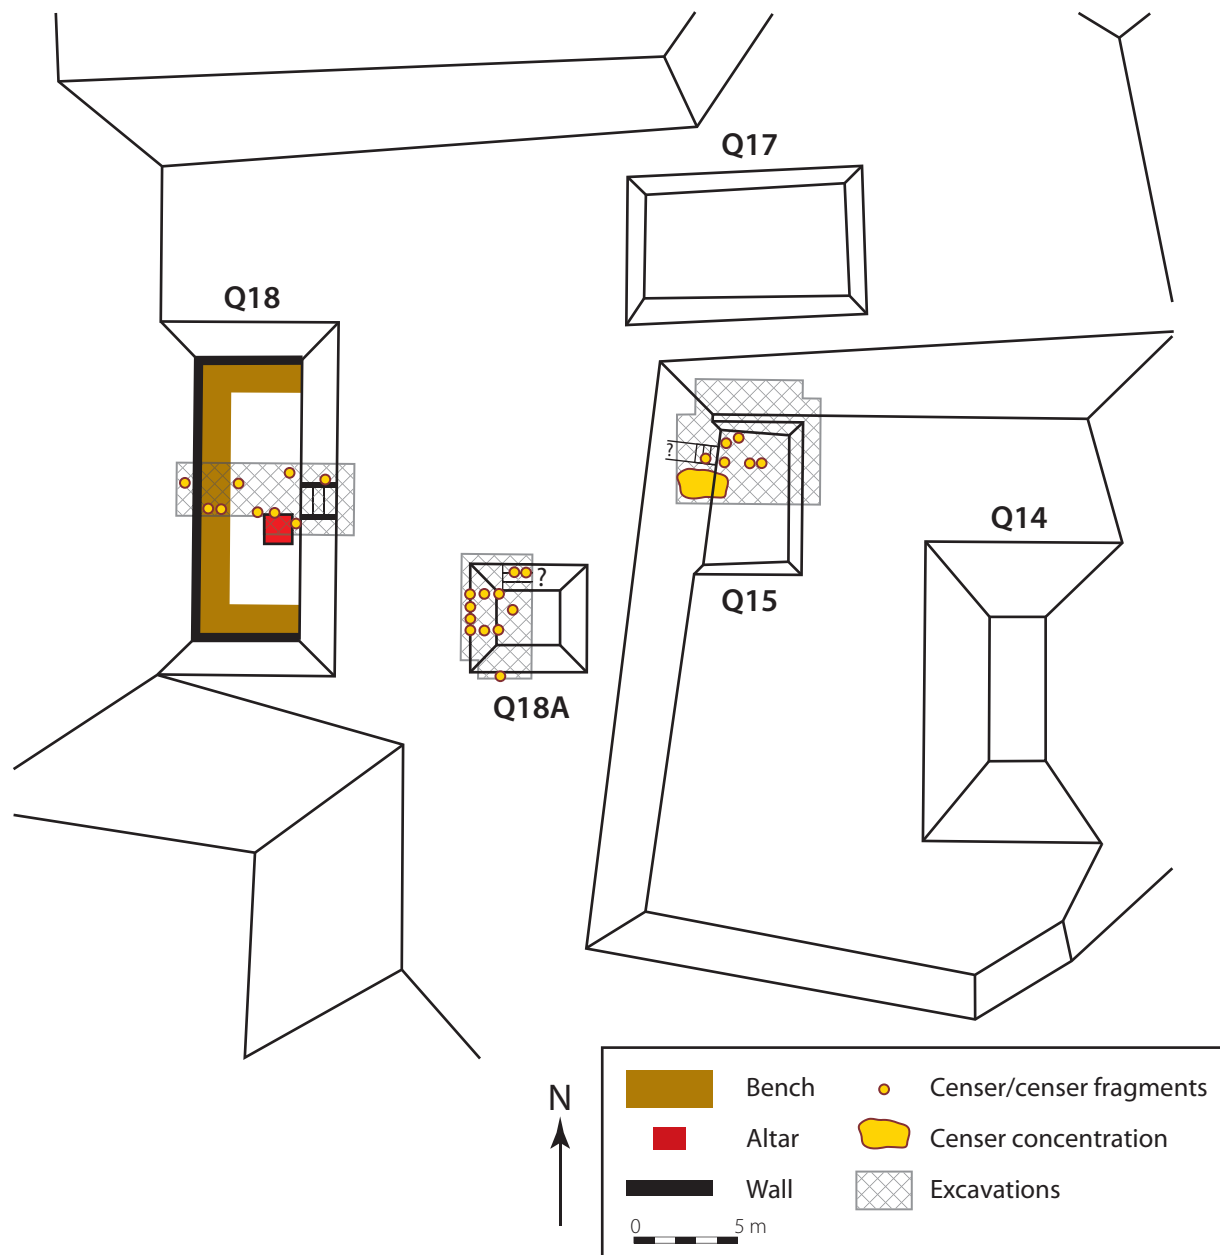 Q17
Q18
?
Q14
?
Q15
Q18A
N
Bench
Censer/censer fragments
Altar
Censer concentration
Wall
Excavations
0 5 m